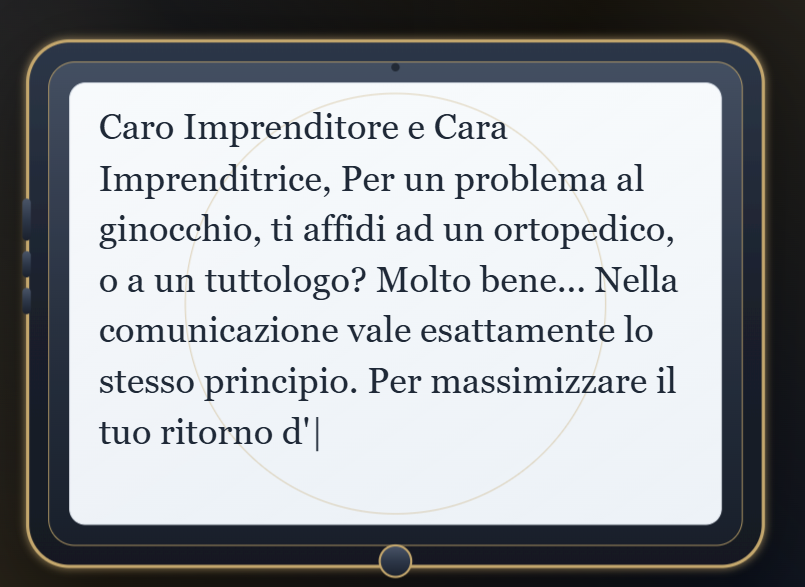 Caro Imprenditore e Cara
Imprenditrice, Per un problema al
ginocchio, ti affidi ad un ortopedico,
o a un tuttologo? Molto bene... Nella
comunicazione vale esattamente lo
stesso principio. Per massimizzare il
tuo ritorno d'|